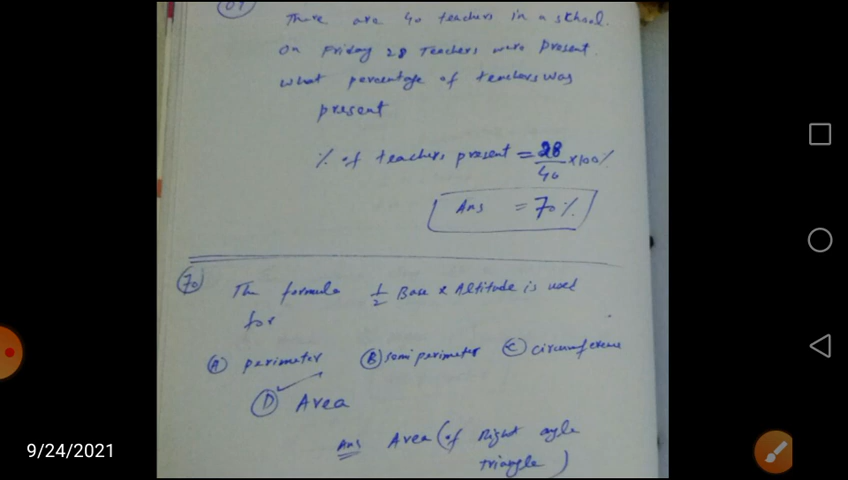 There are 40 teachers in a skhool.
on Friday 28 Teachers were present.
what percentage of teachers was
present
% of teachers present = 28/40 × 100%
Ans = 70%
70 The formula 1/2 Base × Altitude is used
for
(A) perimeter (B) semi perimeter (C) circumference
(D) Area
Ans Area (of Right angle
triangle)
9/24/2021